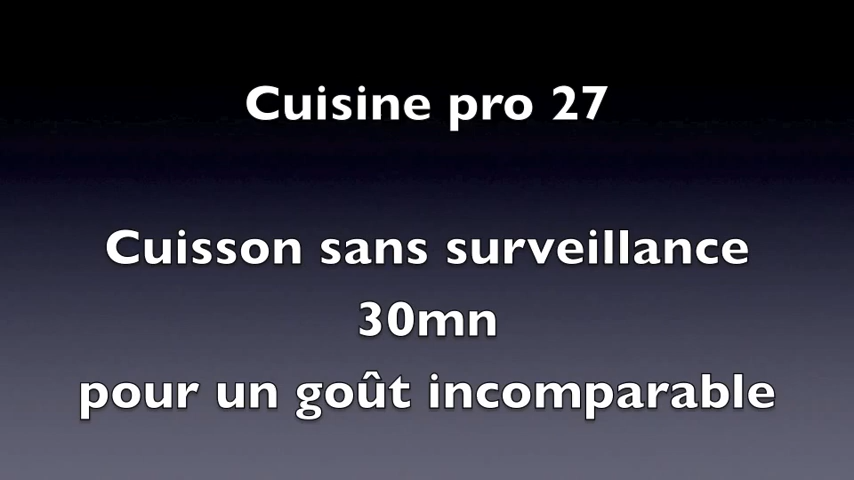 Cuisine pro 27
Cuisson sans surveillance
30mn
pour un goût incomparable